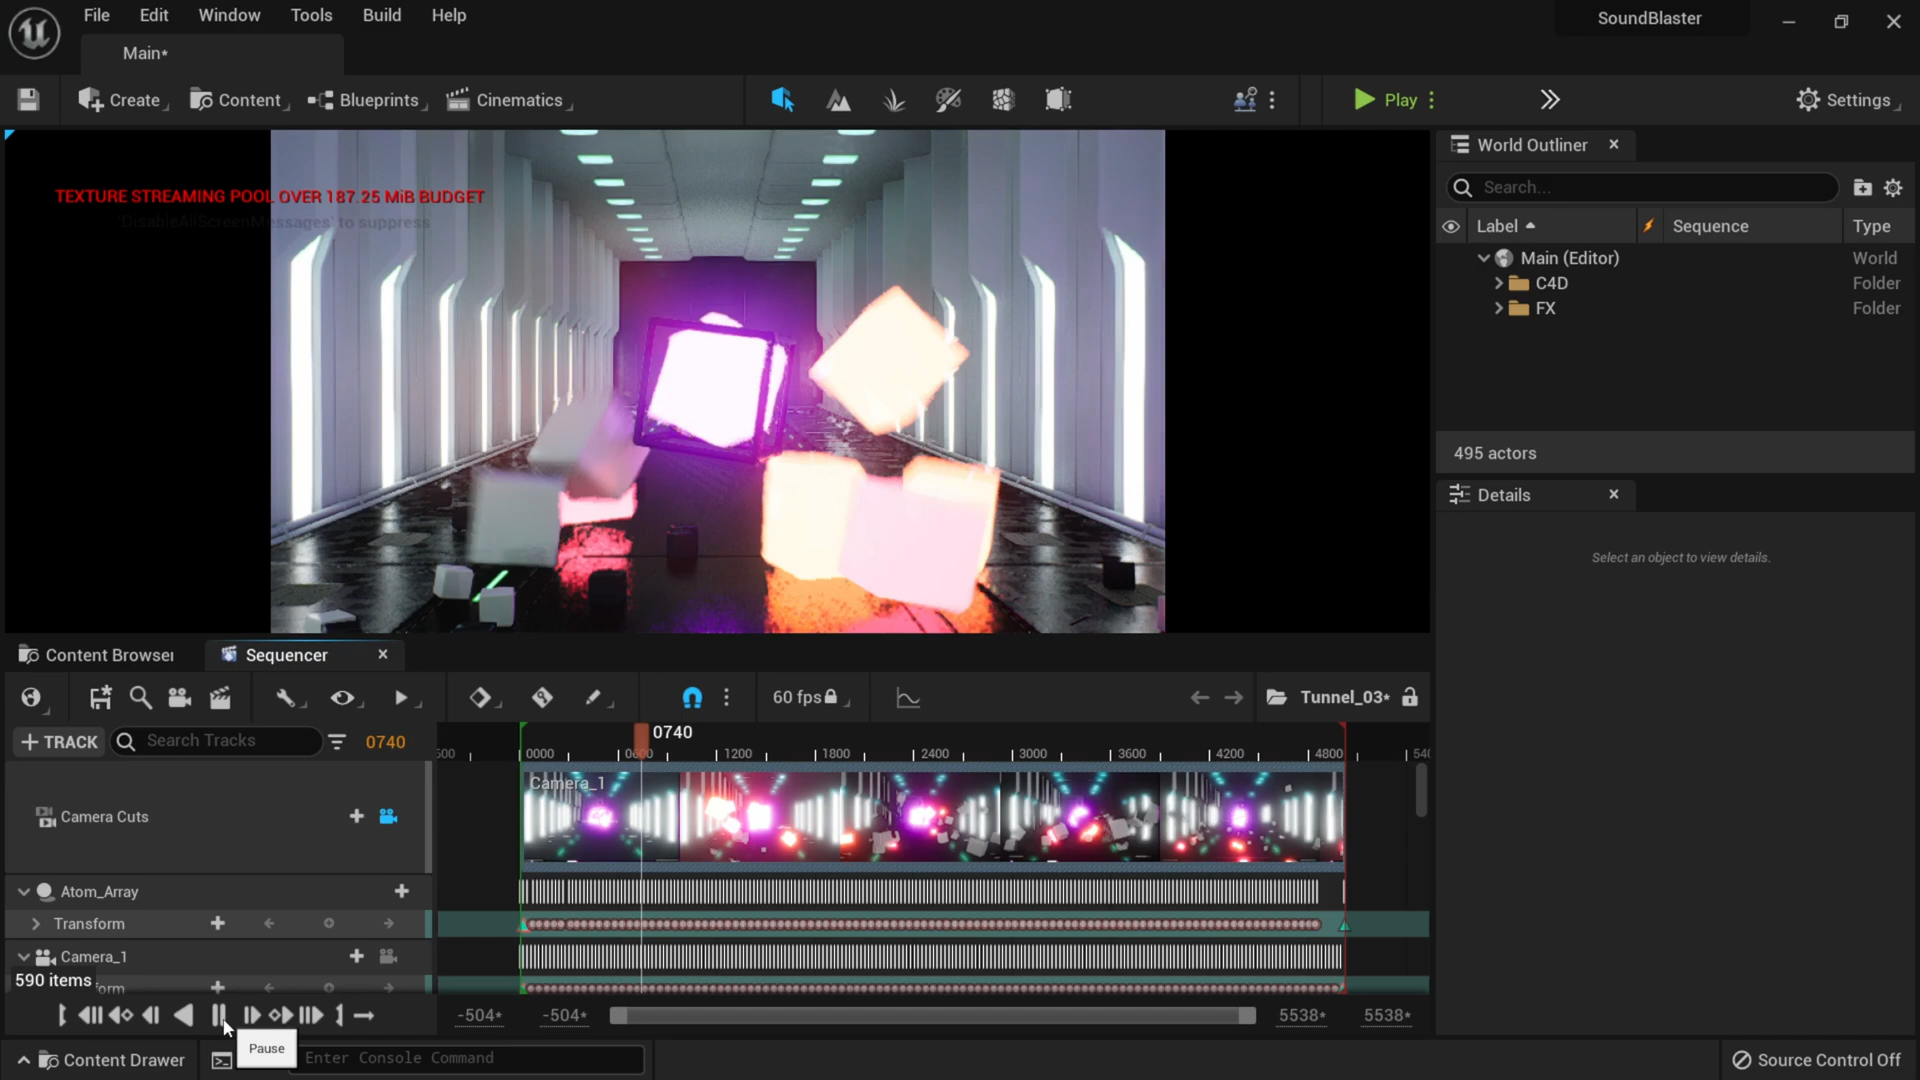 File Edit Window Tools Build Help
SoundBlaster
Main*
Create Content Blueprints Cinematics Play Settings
TEXTURE STREAMING POOL OVER 187.25 MiB BUDGET
'DisableAllScreenMessages' to suppress
World Outliner
Search...
Label Sequence Type
Main (Editor) World
C4D Folder
FX Folder
495 actors
Details
Select an object to view details.
Content Browser Sequencer
60 fps Tunnel_03*
+ TRACK Search Tracks 0740
0740
0000 0600 1200 1800 2400 3000 3600 4200 4800
Camera_1
Camera Cuts
Atom_Array
Transform
Camera_1
590 items
-504* -504* 5538* 5538*
Pause
Content Drawer Enter Console Command Source Control Off